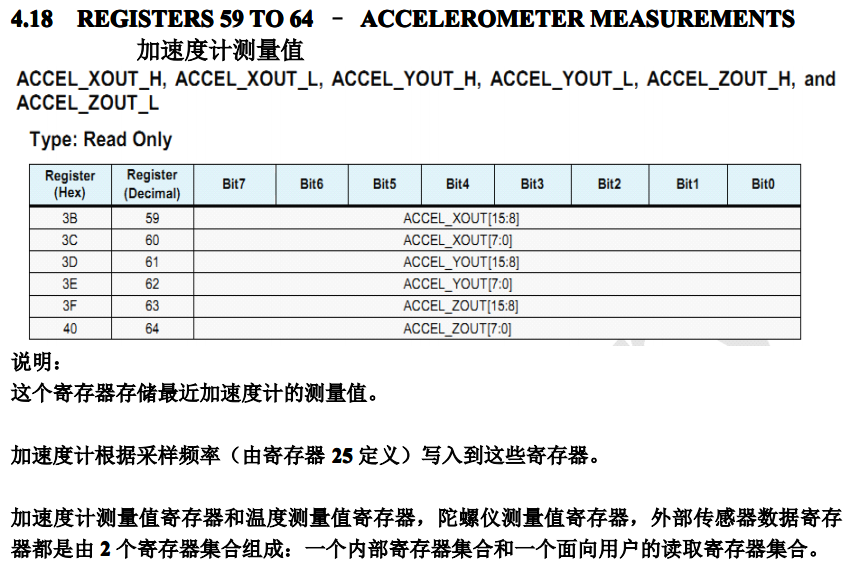 4.18 REGISTERS 59 TO 64 – ACCELEROMETER MEASUREMENTS
加速度计测量值
ACCEL_XOUT_H, ACCEL_XOUT_L, ACCEL_YOUT_H, ACCEL_YOUT_L, ACCEL_ZOUT_H, and
ACCEL_ZOUT_L
Type: Read Only
Register (Hex) Register (Decimal) Bit7 Bit6 Bit5 Bit4 Bit3 Bit2 Bit1 Bit0
3B 59 ACCEL_XOUT[15:8]
3C 60 ACCEL_XOUT[7:0]
3D 61 ACCEL_YOUT[15:8]
3E 62 ACCEL_YOUT[7:0]
3F 63 ACCEL_ZOUT[15:8]
40 64 ACCEL_ZOUT[7:0]
说明：
这个寄存器存储最近加速度计的测量值。
加速度计根据采样频率（由寄存器 25 定义）写入到这些寄存器。
加速度计测量值寄存器和温度测量值寄存器，陀螺仪测量值寄存器，外部传感器数据寄存
器都是由 2 个寄存器集合组成：一个内部寄存器集合和一个面向用户的读取寄存器集合。